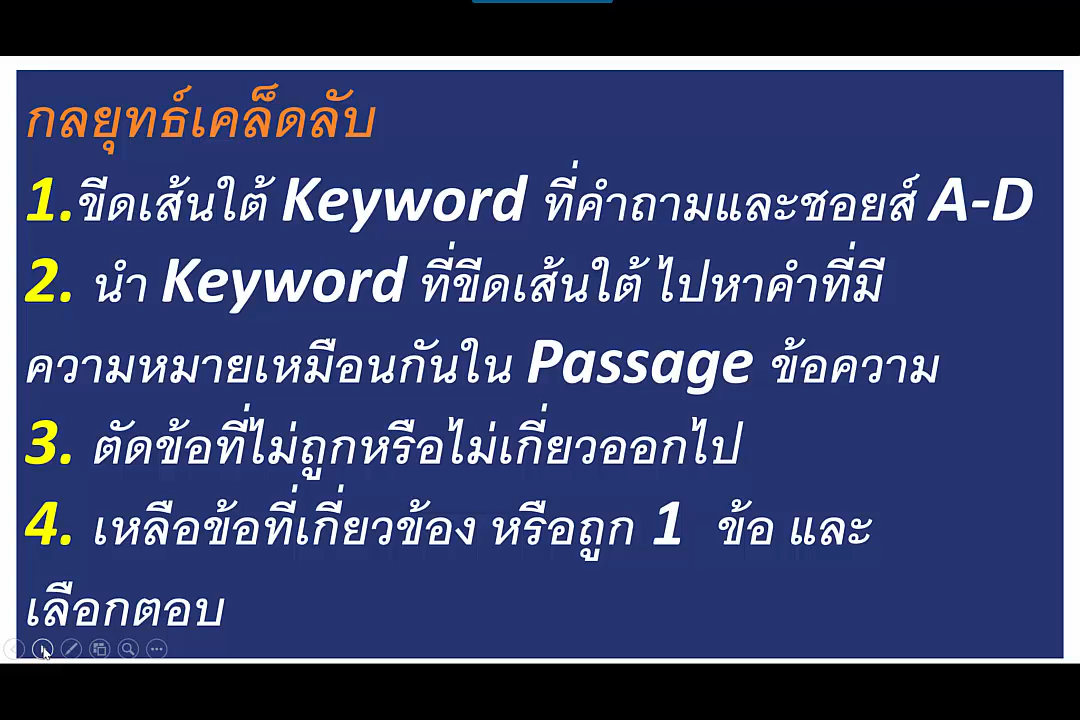 กลยุทธ์เคล็ดลับ
1.ขีดเส้นใต้ Keyword ที่คำถามและชอยส์ A-D
2. นำ Keyword ที่ขีดเส้นใต้ ไปหาคำที่มี
ความหมายเหมือนกันใน Passage ข้อความ
3. ตัดข้อที่ไม่ถูกหรือไม่เกี่ยวออกไป
4. เหลือข้อที่เกี่ยวข้อง หรือถูก 1 ข้อ และ
เลือกตอบ